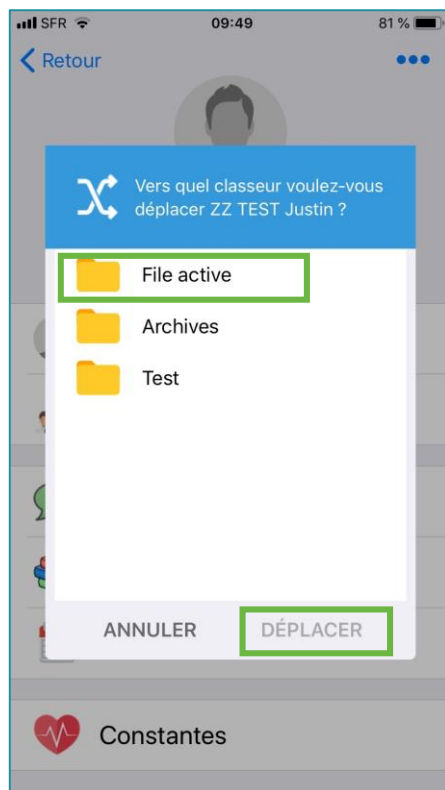 SFR 09:49 81 %
Retour
Vers quel classeur voulez-vous
déplacer ZZ TEST Justin ?
File active
Archives
Test
ANNULER DÉPLACER
Constantes